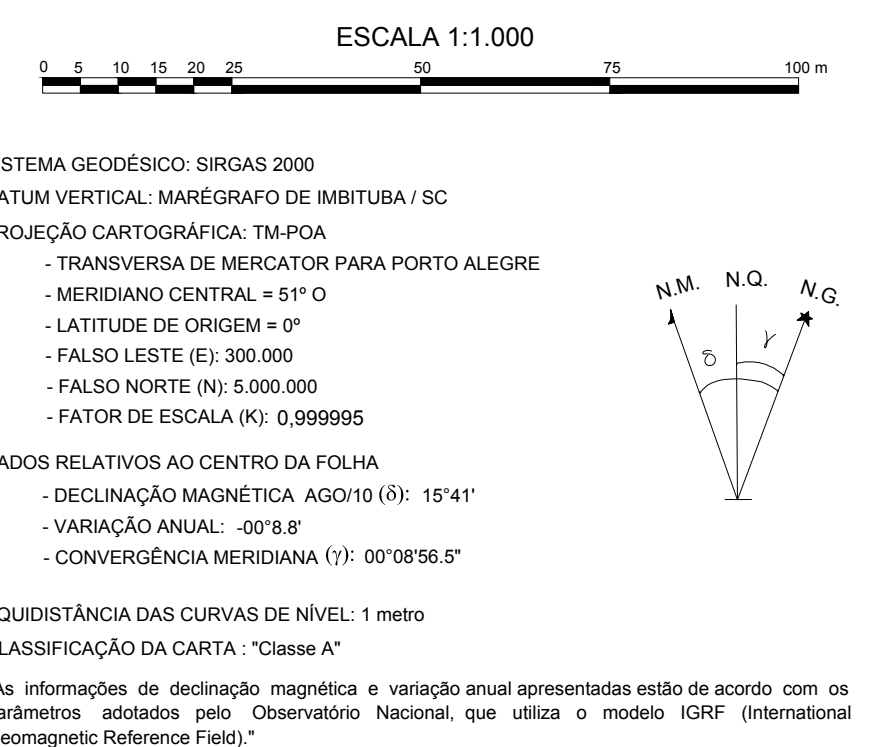 ESCALA 1:1.000
0 5 10 15 20 25 50 75 100 m
ISTEMA GEODÉSICO: SIRGAS 2000
ATUM VERTICAL: MARÉGRAFO DE IMBITUBA / SC
ROJEÇÃO CARTOGRÁFICA: TM-POA
- TRANSVERSA DE MERCATOR PARA PORTO ALEGRE
- MERIDIANO CENTRAL = 51º O
- LATITUDE DE ORIGEM = 0º
- FALSO LESTE (E): 300.000
- FALSO NORTE (N): 5.000.000
- FATOR DE ESCALA (K): 0,999995
N.M. N.Q. N.G.
δ γ
ADOS RELATIVOS AO CENTRO DA FOLHA
- DECLINAÇÃO MAGNÉTICA AGO/10 (δ): 15°41'
- VARIAÇÃO ANUAL: -00°8.8'
- CONVERGÊNCIA MERIDIANA (γ): 00°08'56.5"
QUIDISTÂNCIA DAS CURVAS DE NÍVEL: 1 metro
LASSIFICAÇÃO DA CARTA : "Classe A"
As informações de declinação magnética e variação anual apresentadas estão de acordo com os
arâmetros adotados pelo Observatório Nacional, que utiliza o modelo IGRF (International
eomagnetic Reference Field)."